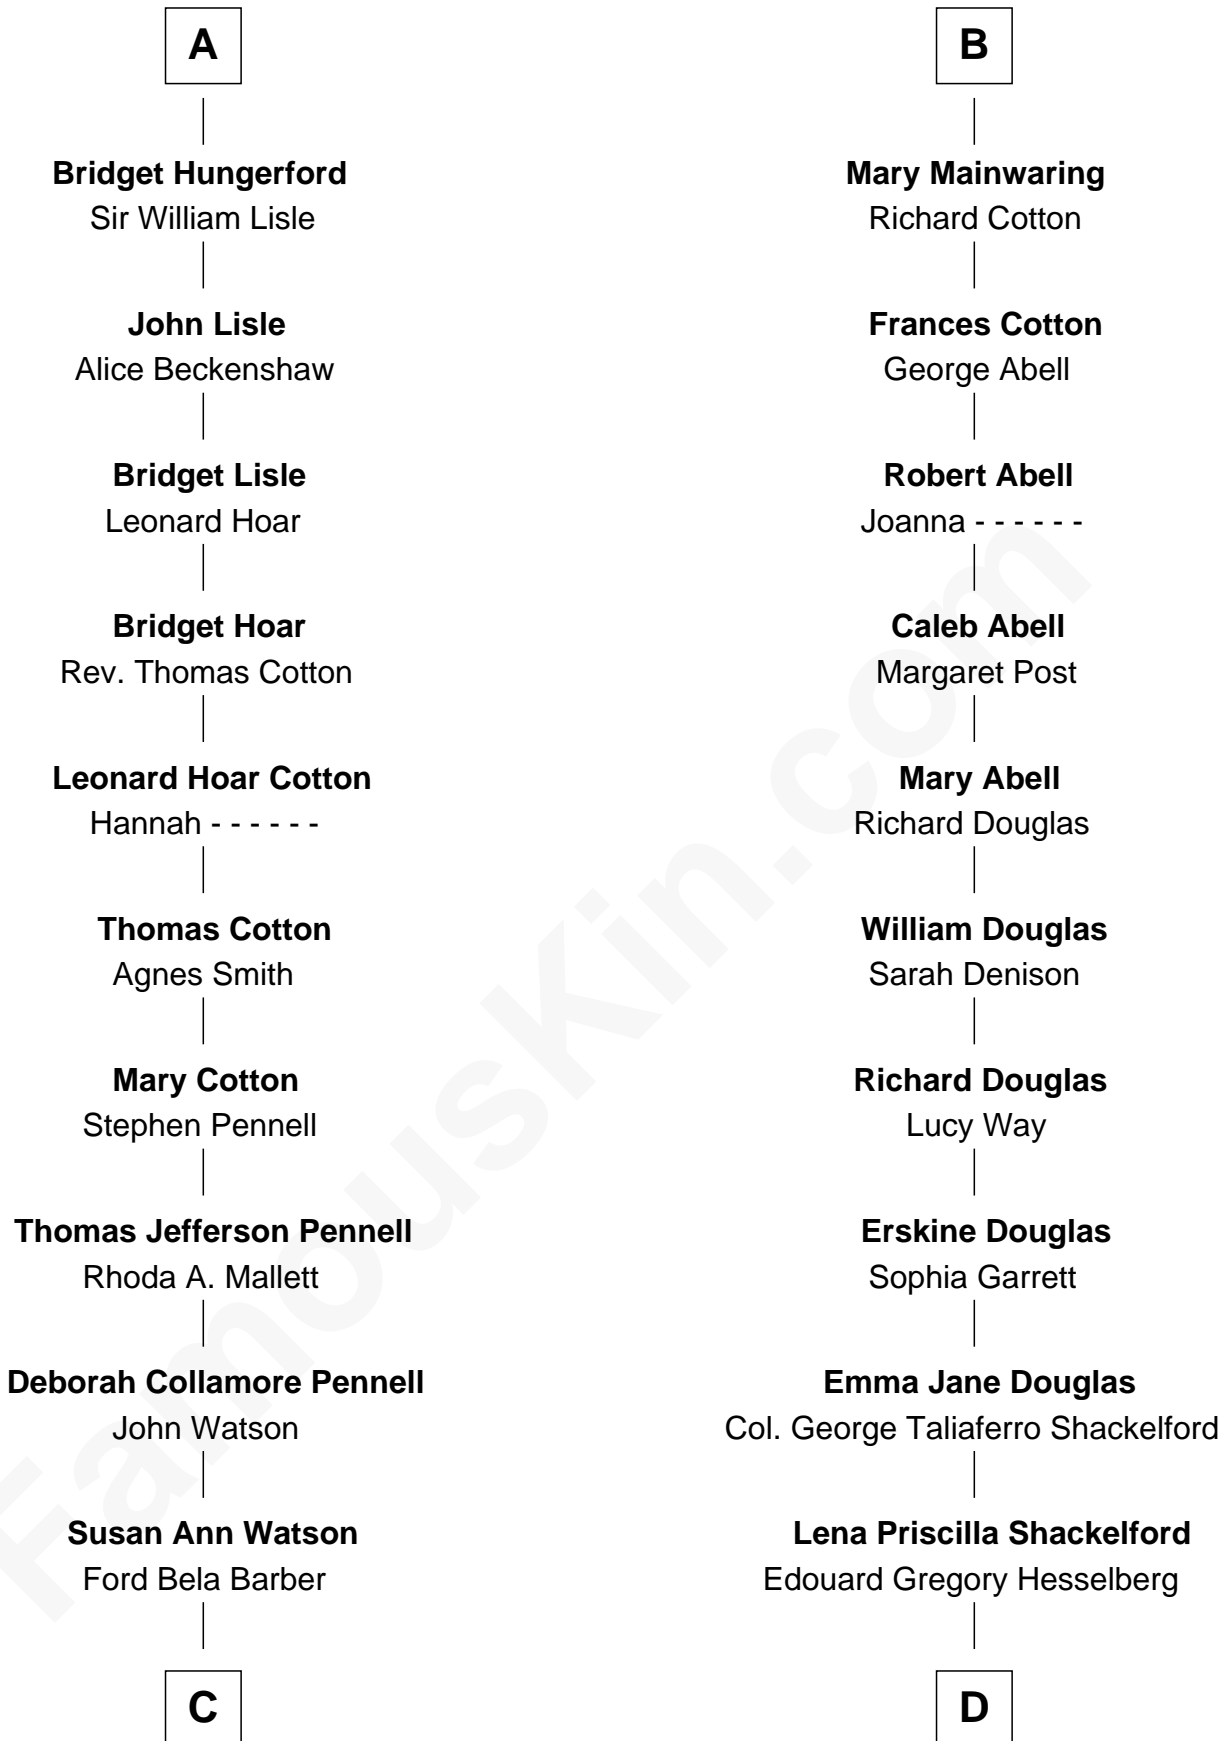 A
Bridget Hungerford
Sir William Lisle
John Lisle
Alice Beckenshaw
Bridget Lisle
Leonard Hoar
Bridget Hoar
Rev. Thomas Cotton
Leonard Hoar Cotton
Hannah - - - - - -
Thomas Cotton
Agnes Smith
Mary Cotton
Stephen Pennell
Thomas Jefferson Pennell
Rhoda A. Mallett
Deborah Collamore Pennell
John Watson
Susan Ann Watson
Ford Bela Barber
C
B
Mary Mainwaring
Richard Cotton
Frances Cotton
George Abell
Robert Abell
Joanna - - - - - -
Caleb Abell
Margaret Post
Mary Abell
Richard Douglas
William Douglas
Sarah Denison
Richard Douglas
Lucy Way
Erskine Douglas
Sophia Garrett
Emma Jane Douglas
Col. George Taliaferro Shackelford
Lena Priscilla Shackelford
Edouard Gregory Hesselberg
D
FamousKin.com